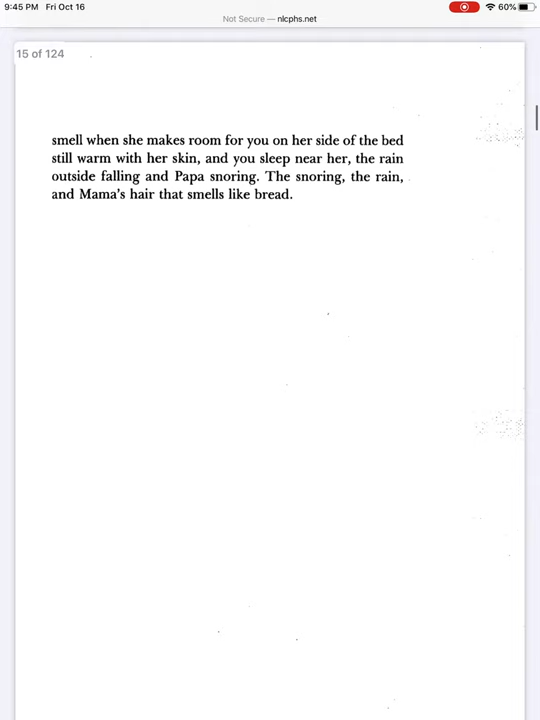 9:45 PM Fri Oct 16
60%
Not Secure — nlcphs.net
15 of 124
smell when she makes room for you on her side of the bed
still warm with her skin, and you sleep near her, the rain
outside falling and Papa snoring. The snoring, the rain,
and Mama's hair that smells like bread.